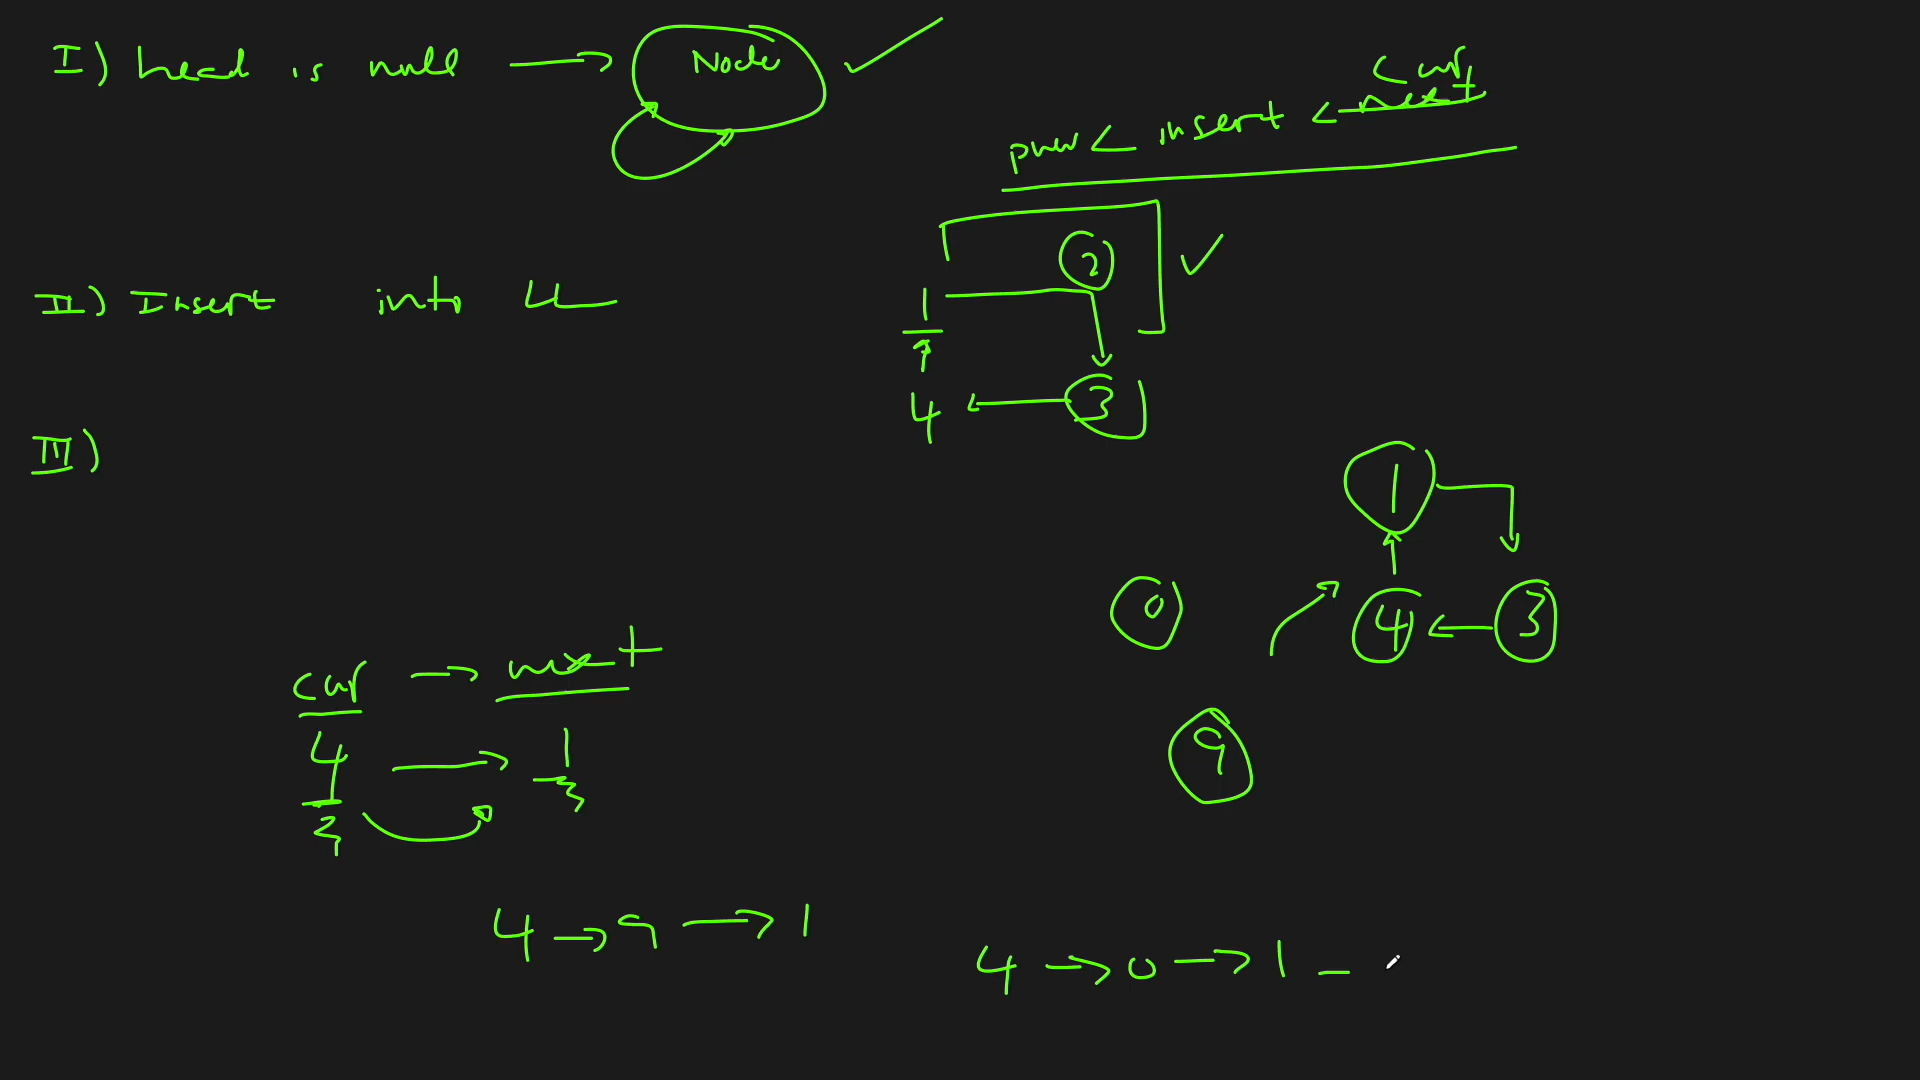 I) head is null → Node
cur
prev < insert < next
2
II) Insert into LL
1
?
3
4
III)
1
0
4 ← 3
cur → next
9
4 → 1
3 3
4 → 9 → 1
4 → 0 → 1 –